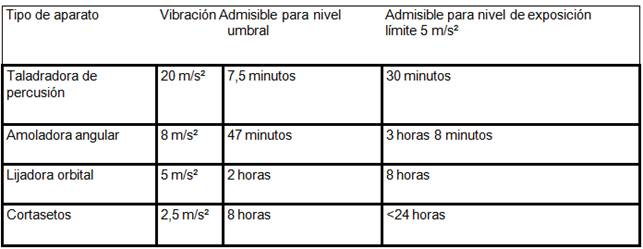 Tipo de aparato Vibración Admisible para nivel umbral Admisible para nivel de exposición límite 5 m/s²
Taladradora de percusión 20 m/s² 7,5 minutos 30 minutos
Amoladora angular 8 m/s² 47 minutos 3 horas 8 minutos
Lijadora orbital 5 m/s² 2 horas 8 horas
Cortasetos 2,5 m/s² 8 horas <24 horas